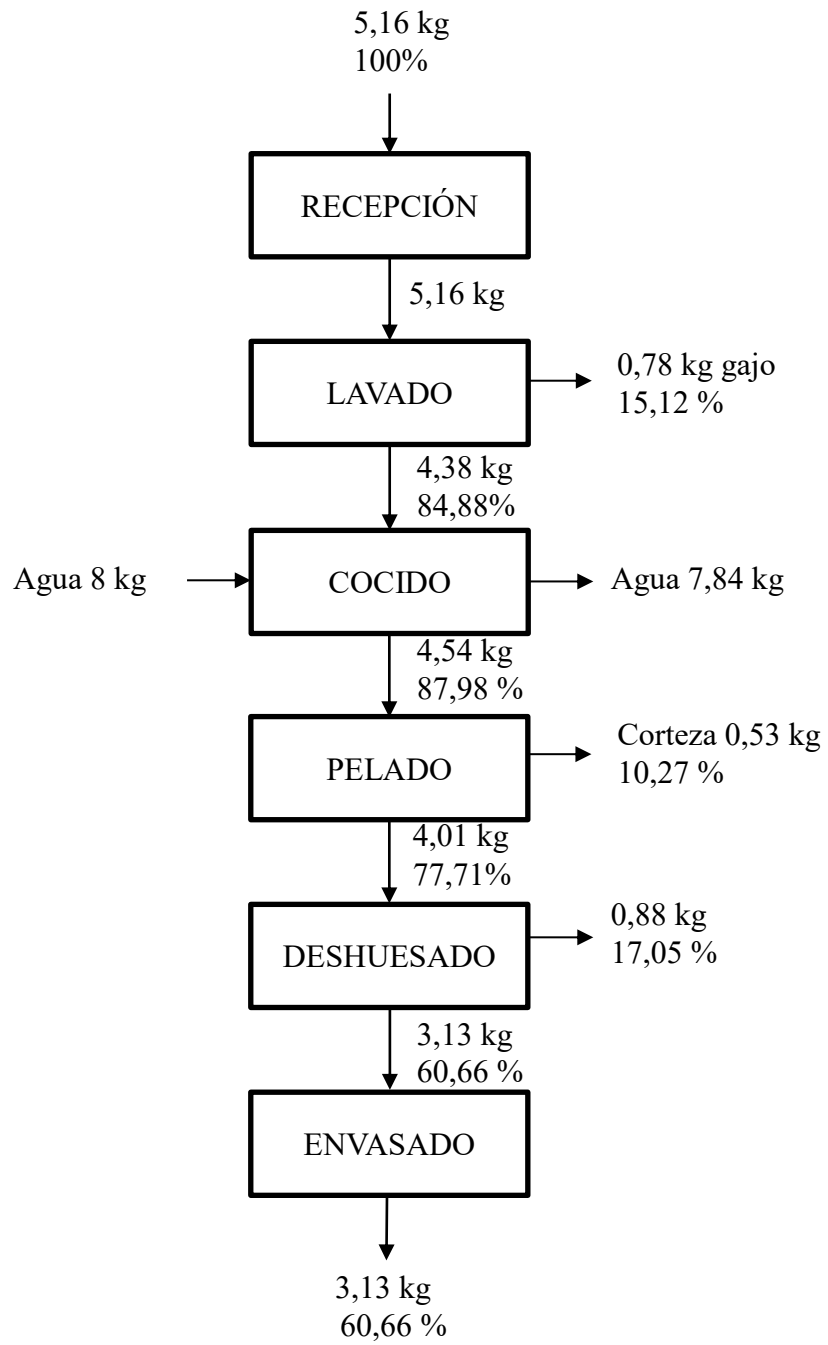 5,16 kg
100%
RECEPCIÓN
5,16 kg
LAVADO
0,78 kg gajo
15,12 %
4,38 kg
84,88%
Agua 8 kg
COCIDO
Agua 7,84 kg
4,54 kg
87,98 %
PELADO
Corteza 0,53 kg
10,27 %
4,01 kg
77,71%
DESHUESADO
0,88 kg
17,05 %
3,13 kg
60,66 %
ENVASADO
3,13 kg
60,66 %